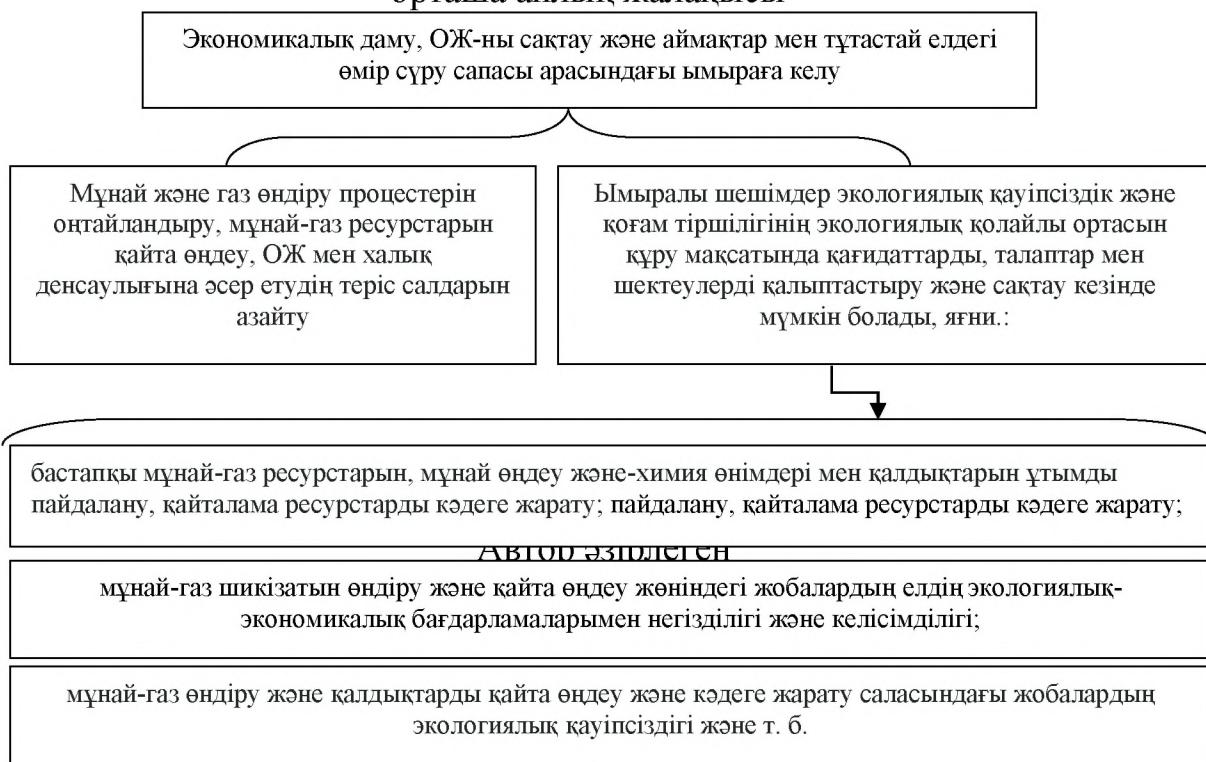 орташа айлық жалақысы
Экономикалық даму, ОЖ-ны сақтау және аймақтар мен тұтастай елдегі
өмір сүру сапасы арасындағы ымыраға келу
Мұнай және газ өндіру процестерін
оңтайландыру, мұнай-газ ресурстарын
қайта өңдеу, ОЖ мен халық
денсаулығына әсер етудің теріс салдарын
азайту
Ымыралы шешімдер экологиялық қауіпсіздік және
қоғам тіршілігінің экологиялық қолайлы ортасын
құру мақсатында қағидаттарды, талаптар мен
шектеулерді қалыптастыру және сақтау кезінде
мүмкін болады, яғни.:
бастапқы мұнай-газ ресурстарын, мұнай өңдеу және-химия өнімдері мен қалдықтарын ұтымды
пайдалану, қайталама ресурстарды кәдеге жарату; пайдалану, қайталама ресурстарды кәдеге жарату;
Автор әзірлеген
мұнай-газ шикізатын өндіру және қайта өңдеу жөніндегі жобалардың елдің экологиялық-
экономикалық бағдарламаларымен негізділігі және келісімділігі;
мұнай-газ өндіру және қалдықтарды қайта өңдеу және кәдеге жарату саласындағы жобалардың
экологиялық қауіпсіздігі және т. б.